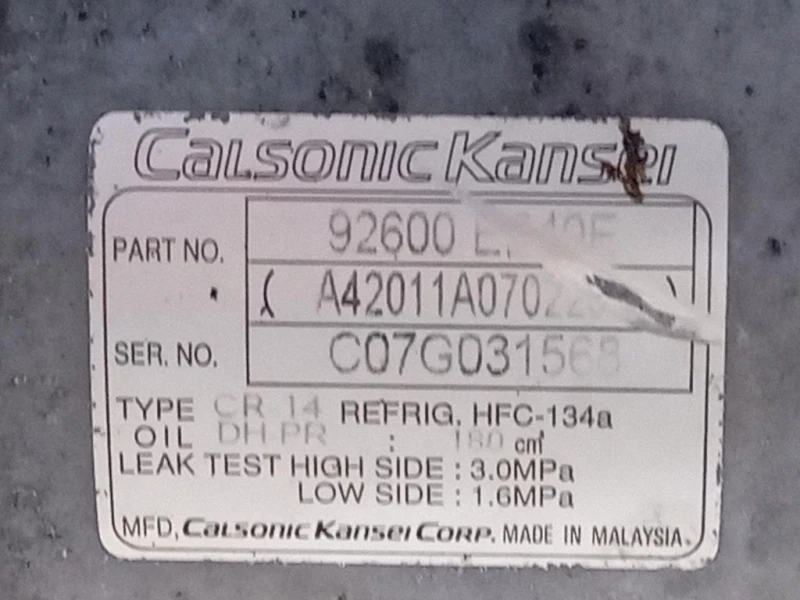 Calsonic Kansei
PART NO. 92600
( )
SER. NO. C07G031568
TYPE CR 14 REFRIG. HFC-134a
OIL DH-PR : 180 cm³
LEAK TEST HIGH SIDE : 3.0MPa
LOW SIDE : 1.6MPa
MFD, Calsonic Kansei Corp. MADE IN MALAYSIA.